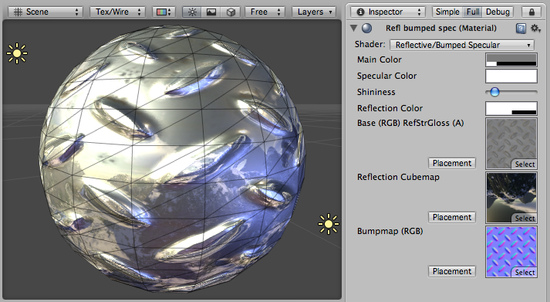 Scene Tex/Wire Free Layers
Inspector Simple Full Debug
Refl bumped spec (Material)
Shader: Reflective/Bumped Specular
Main Color
Specular Color
Shininess
Reflection Color
Base (RGB) RefStrGloss (A)
Placement Select
Reflection Cubemap
Placement Select
Bumpmap (RGB)
Placement Select